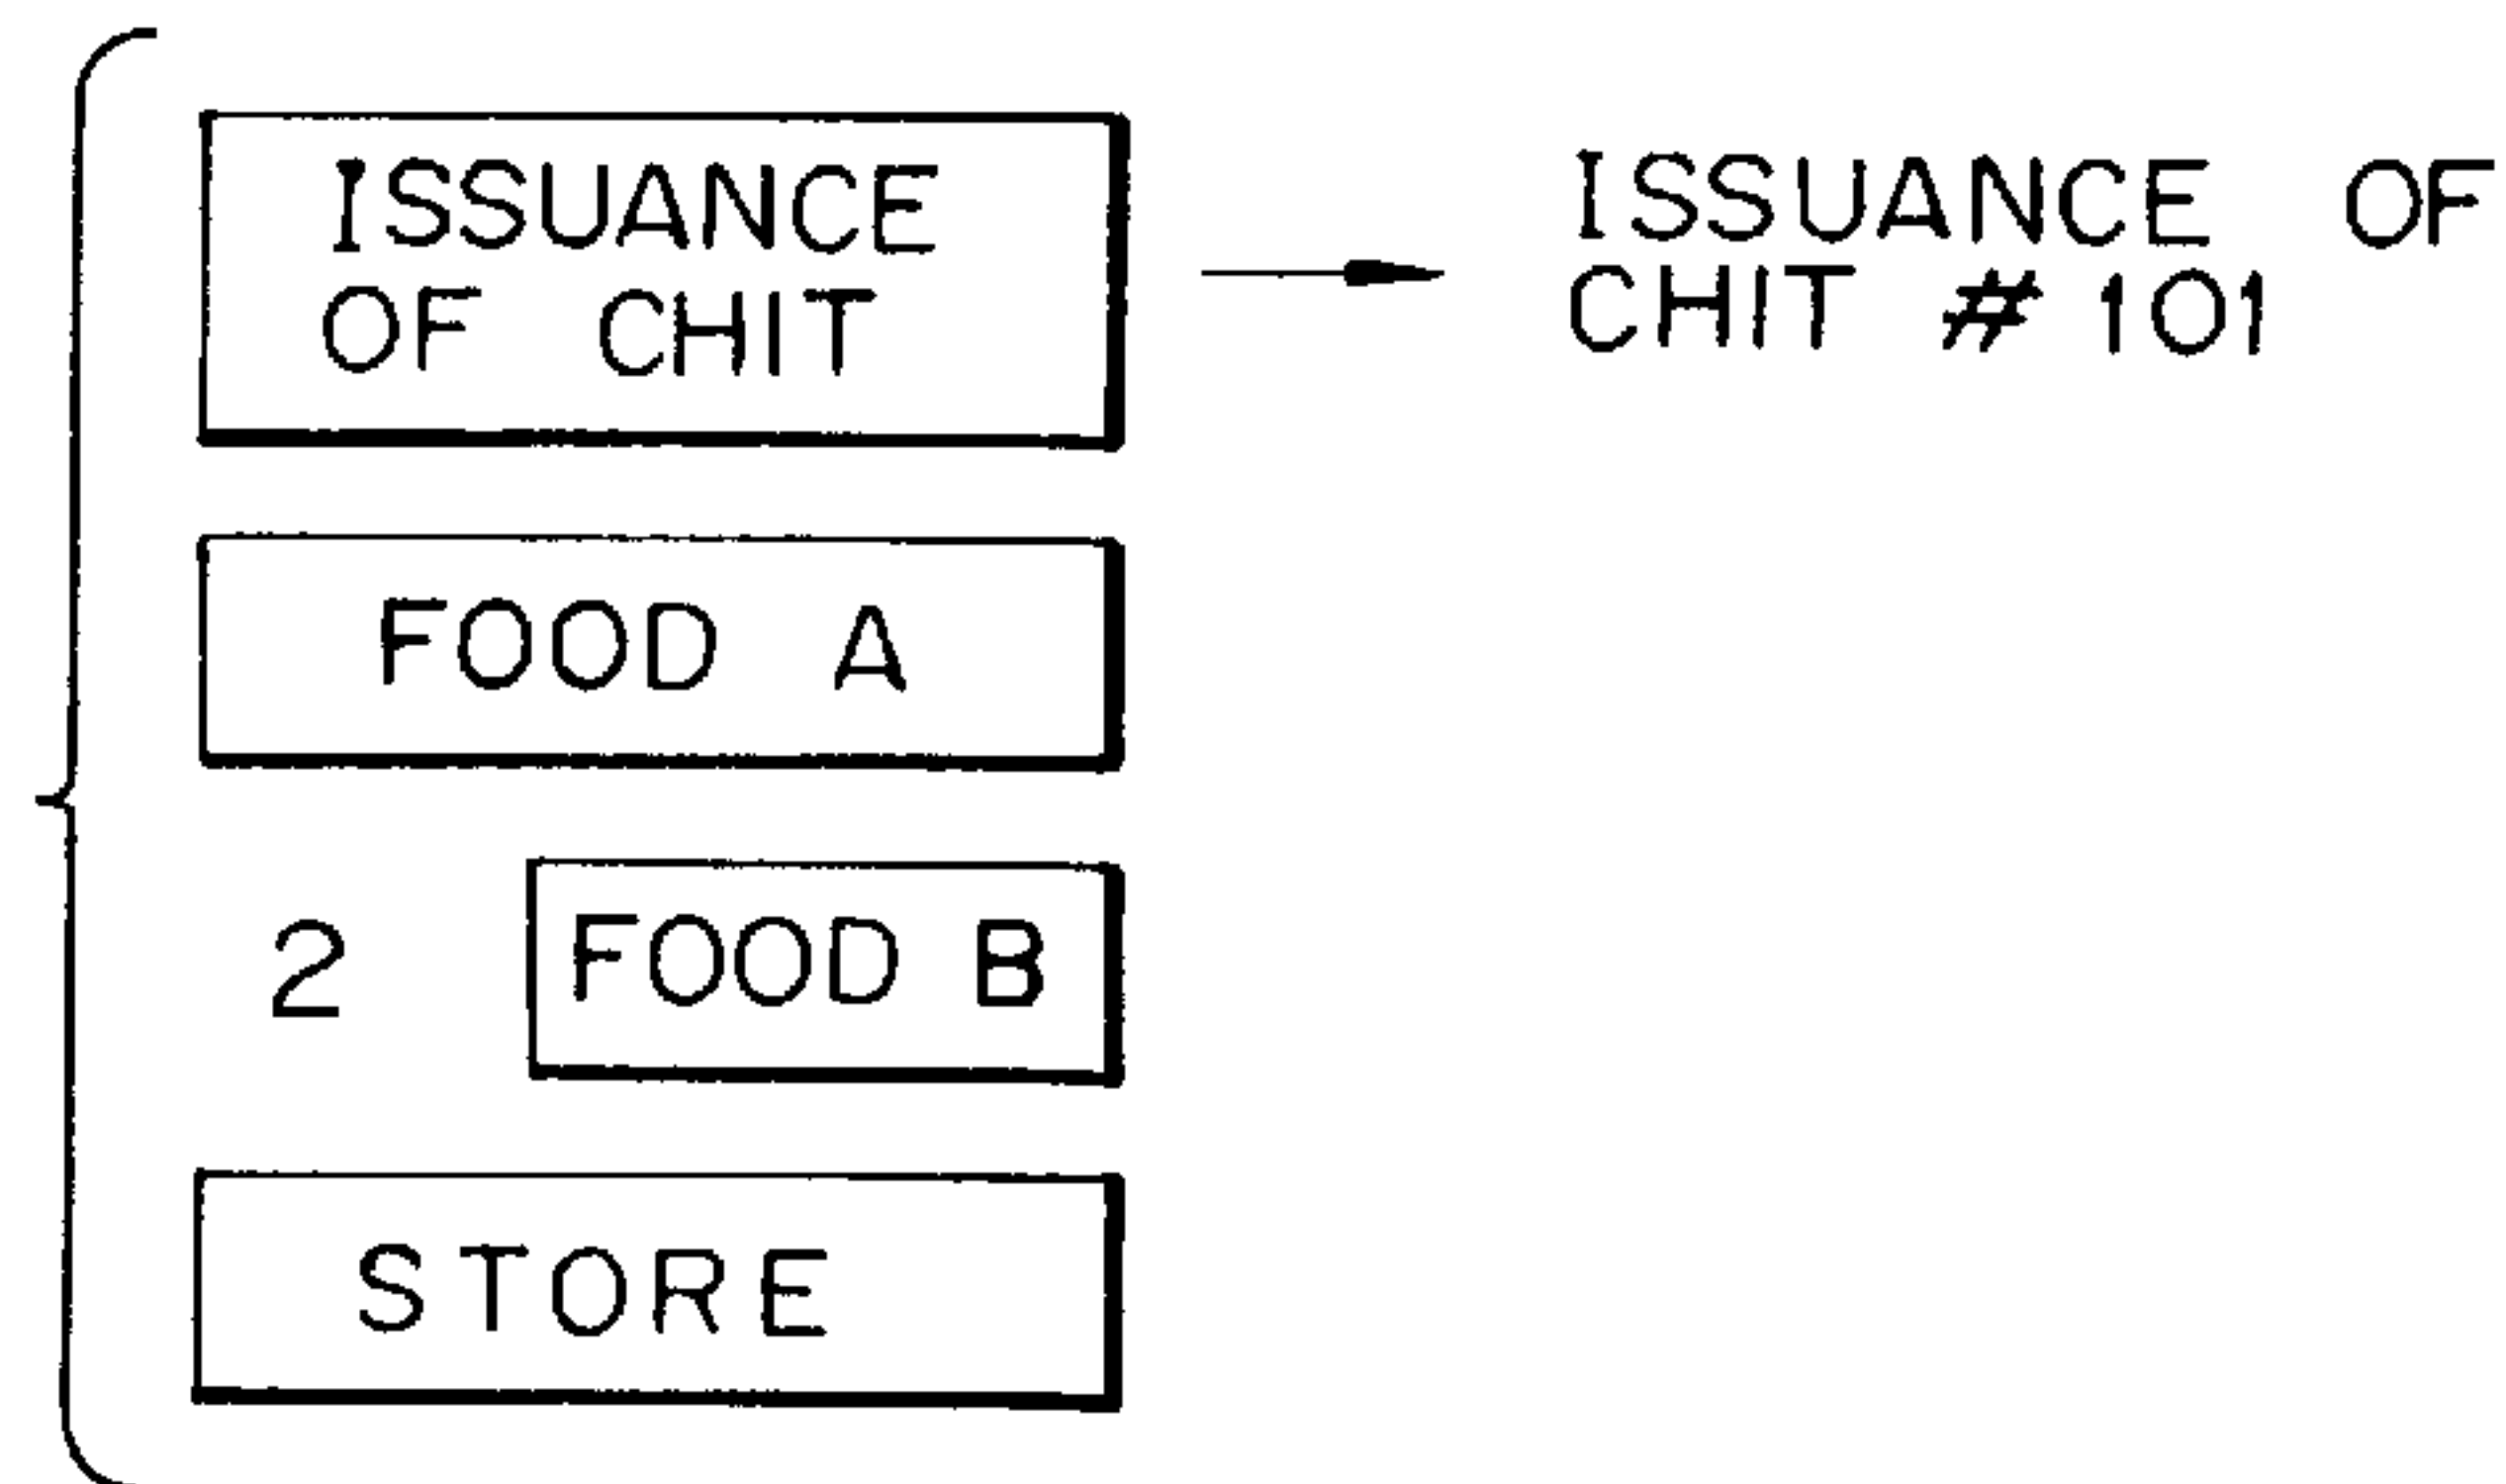 ISSUANCE
OF CHIT
ISSUANCE OF
CHIT # 101
FOOD A
2 FOOD B
STORE